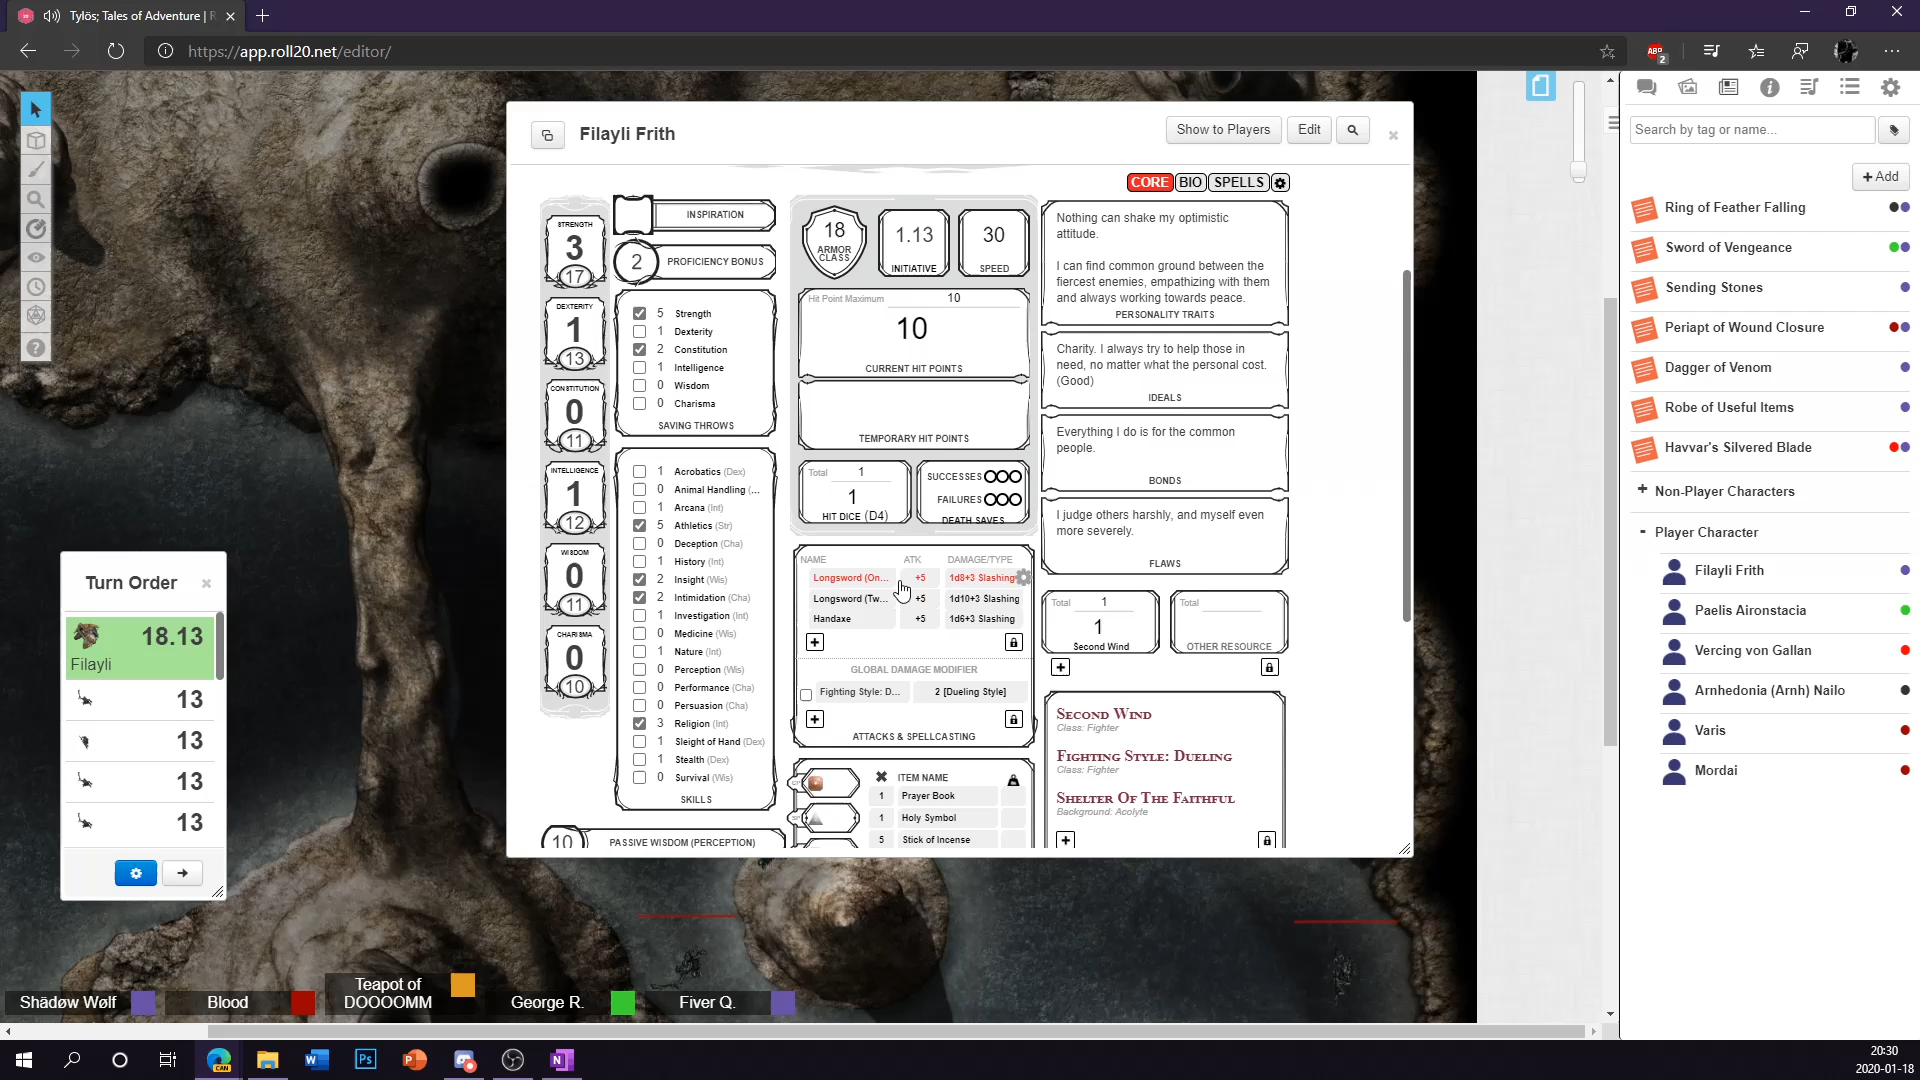 Tylös; Tales of Adventure | R
https://app.roll20.net/editor/
ABP
2
Filayli Frith
Show to Players
Edit
CORE
BIO
SPELLS
STRENGTH
3
17
DEXTERITY
1
13
CONSTITUTION
0
11
INTELLIGENCE
1
12
WISDOM
0
11
CHARISMA
0
10
INSPIRATION
2
PROFICIENCY BONUS
5 Strength
1 Dexterity
2 Constitution
1 Intelligence
0 Wisdom
0 Charisma
SAVING THROWS
1 Acrobatics (Dex)
0 Animal Handling (...
1 Arcana (Int)
5 Athletics (Str)
0 Deception (Cha)
1 History (Int)
2 Insight (Wis)
2 Intimidation (Cha)
1 Investigation (Int)
0 Medicine (Wis)
1 Nature (Int)
0 Perception (Wis)
0 Performance (Cha)
0 Persuasion (Cha)
3 Religion (Int)
1 Sleight of Hand (Dex)
1 Stealth (Dex)
0 Survival (Wis)
SKILLS
10 PASSIVE WISDOM (PERCEPTION)
18
ARMOR
CLASS
1.13
INITIATIVE
30
SPEED
Hit Point Maximum 10
10
CURRENT HIT POINTS
TEMPORARY HIT POINTS
Total 1
1
HIT DICE (D4)
SUCCESSES
FAILURES
DEATH SAVES
NAME ATK DAMAGE/TYPE
Longsword (On... +5 1d8+3 Slashing
Longsword (Tw... +5 1d10+3 Slashing
Handaxe +5 1d6+3 Slashing
GLOBAL DAMAGE MODIFIER
Fighting Style: D... 2 [Dueling Style]
ATTACKS & SPELLCASTING
ITEM NAME
1 Prayer Book
1 Holy Symbol
5 Stick of Incense
Nothing can shake my optimistic
attitude.
I can find common ground between the
fiercest enemies, empathizing with them
and always working towards peace.
PERSONALITY TRAITS
Charity. I always try to help those in
need, no matter what the personal cost.
(Good)
IDEALS
Everything I do is for the common
people.
BONDS
I judge others harshly, and myself even
more severely.
FLAWS
Total 1
1
Second Wind
Total
OTHER RESOURCE
SECOND WIND
Class: Fighter
FIGHTING STYLE: DUELING
Class: Fighter
SHELTER OF THE FAITHFUL
Background: Acolyte
Turn Order
18.13
Filayli
13
13
13
13
Search by tag or name...
+ Add
Ring of Feather Falling
Sword of Vengeance
Sending Stones
Periapt of Wound Closure
Dagger of Venom
Robe of Useful Items
Havvar's Silvered Blade
+ Non-Player Characters
- Player Character
Filayli Frith
Paelis Aironstacia
Vercing von Gallan
Arnhedonia (Arnh) Nailo
Varis
Mordai
Shädøw Wølf
Blood
Teapot of
DOOOOMM
George R.
Fiver Q.
CAN
W
Ps
P
N
20:30
2020-01-18